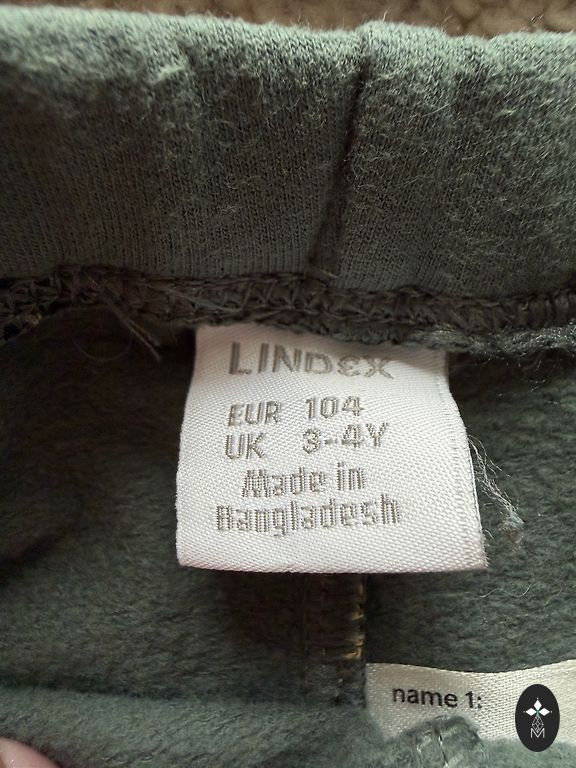 LINDEX
EUR 104
UK 3-4Y
Made in
Bangladesh
name 1:
M